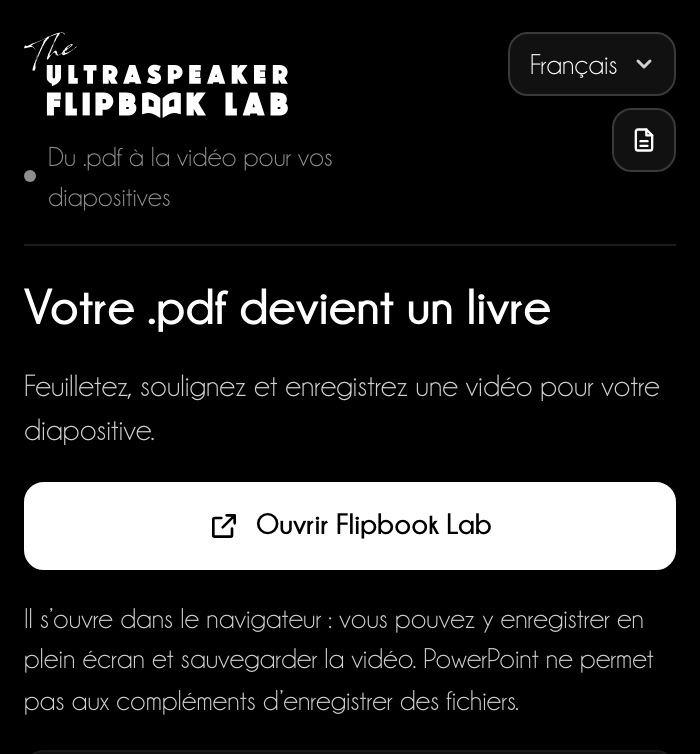 The
ULTRASPEAKER
FLIPBOOK LAB
Français
Du .pdf à la vidéo pour vos
diapositives
Votre .pdf devient un livre
Feuilletez, soulignez et enregistrez une vidéo pour votre
diapositive.
Ouvrir Flipbook Lab
Il s’ouvre dans le navigateur : vous pouvez y enregistrer en
plein écran et sauvegarder la vidéo. PowerPoint ne permet
pas aux compléments d’enregistrer des fichiers.